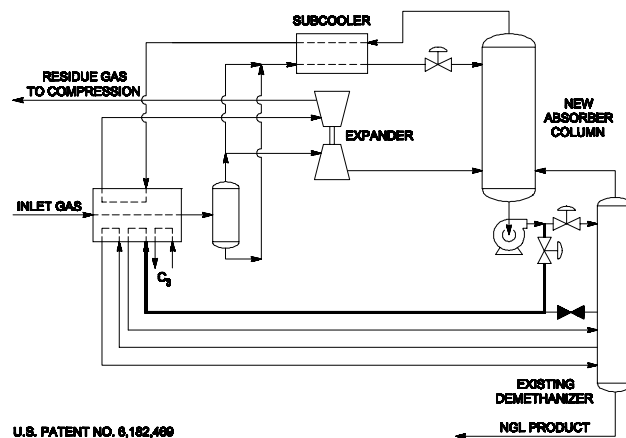 SUBCOOLER
RESIDUE GAS
TO COMPRESSION
NEW
ABSORBER
COLUMN
EXPANDER
INLET GAS
C3
EXISTING
DEMETHANIZER
NGL PRODUCT
U.S. PATENT NO. 6,182,469